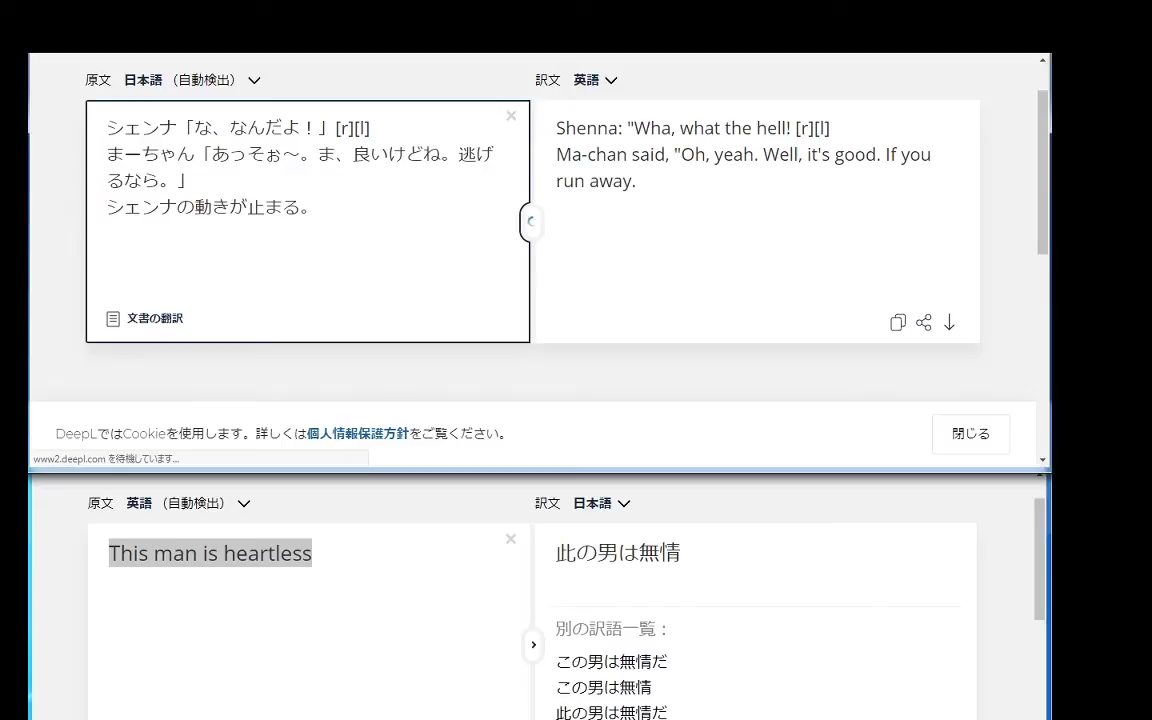 原文 日本語 （自動検出）
訳文 英語
シェンナ「な、なんだよ！」[r][l]
まーちゃん「あっそぉ～。ま、良いけどね。逃げ
るなら。」
シェンナの動きが止まる。
Shenna: "Wha, what the hell! [r][l]
Ma-chan said, "Oh, yeah. Well, it's good. If you
run away.
文書の翻訳
DeepLではCookieを使用します。詳しくは個人情報保護方針をご覧ください。
閉じる
www2.deepl.com を待機しています...
原文 英語 （自動検出）
訳文 日本語
This man is heartless
此の男は無情
別の訳語一覧：
この男は無情だ
この男は無情
此の男は無情だ